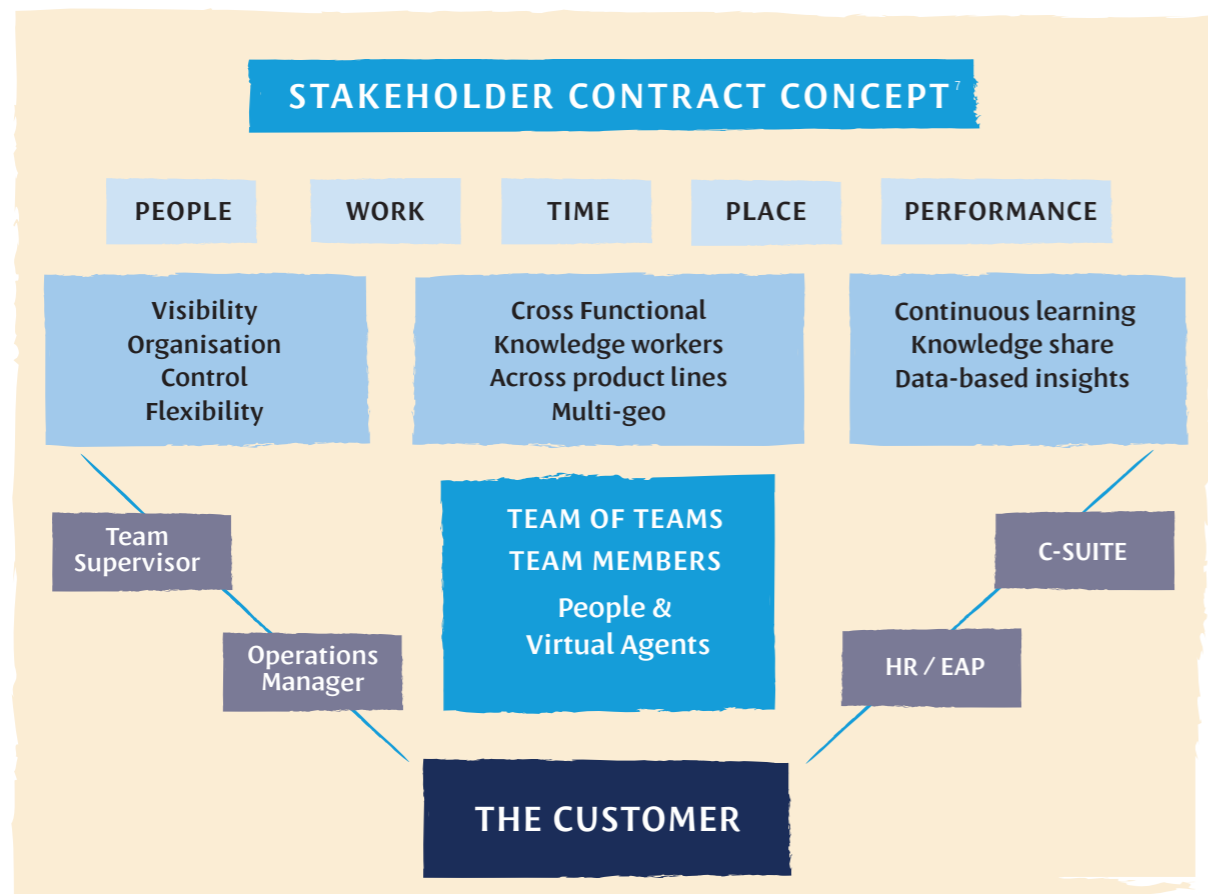 STAKEHOLDER CONTRACT CONCEPT 7
PEOPLE
WORK
TIME
PLACE
PERFORMANCE
Visibility
Organisation
Control
Flexibility
Cross Functional
Knowledge workers
Across product lines
Multi-geo
Continuous learning
Knowledge share
Data-based insights
Team
Supervisor
Operations
Manager
TEAM OF TEAMS
TEAM MEMBERS
People &
Virtual Agents
C-SUITE
HR / EAP
THE CUSTOMER